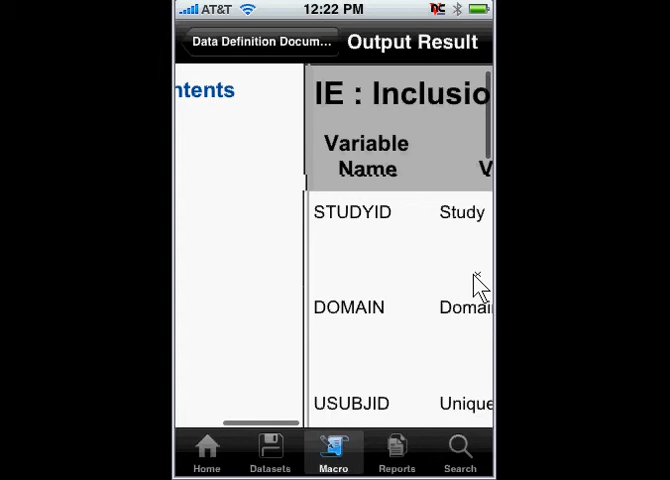 AT&T 12:22 PM
Data Definition Docum... Output Result
ntents
IE : Inclusio
Variable
Name V
STUDYID Study
DOMAIN Domain
USUBJID Unique
Home Datasets Macro Reports Search